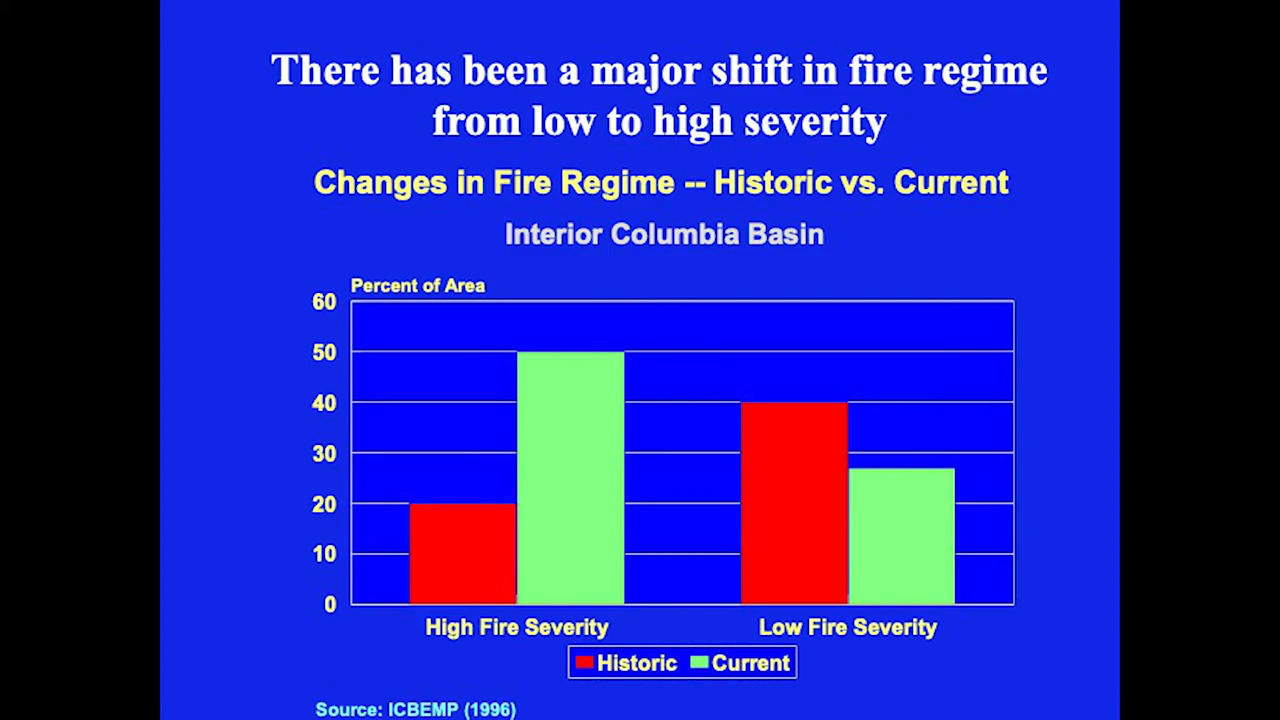 There has been a major shift in fire regime
from low to high severity
Changes in Fire Regime -- Historic vs. Current
Interior Columbia Basin
Percent of Area
60
50
40
30
20
10
0
High Fire Severity Low Fire Severity
Historic Current
Source: ICBEMP (1996)